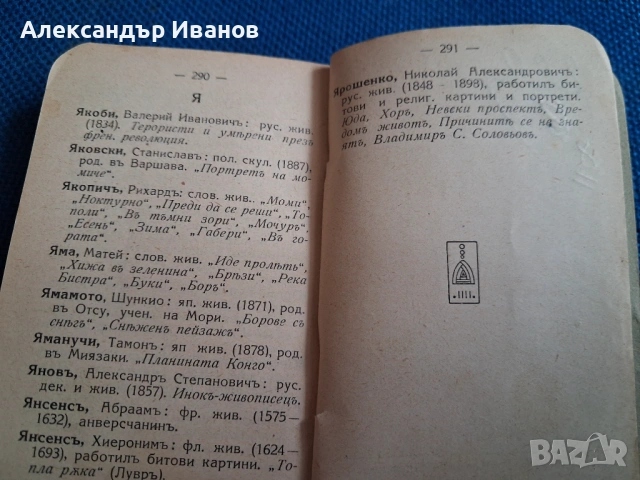 Александър Иванов
— 290 —
Я
Якоби, Валерий Ивановичъ: рус. жив.
(1834). Терористи и умѣрени презъ
френ. революция.
Яковски, Станиславъ: пол. скул. (1887),
род. въ Варшава. „Портретъ на мо-
миче“.
Якопичъ, Рихардъ: слов. жив. „Моми“,
„Ноктурно“, „Преди да се реши“, „То-
поли“, „Въ тъмни зори“, „Мочуръ“,
„Есень“, „Зима“, „Габери“, „Въ го-
рата“.
Яма, Матей: слов. жив. „Иде пролѣть“,
„Хижа въ зеленина“, „Брѣзи“, „Река
Бистра“, „Буки“, „Боръ“.
Ямамото, Шункио: яп. жив. (1871), род.
въ Отсу, учен. на Мори. „Борове съ
снѣгъ“, „Снѣженъ пейзажъ“.
Яманучи, Тамонъ: яп жив. (1878), род.
въ Миязаки. „Планината Конго“.
Яновъ, Александръ Степановичъ: рус.
дек. и жив. (1857). Инокъ-живописецъ.
Янсенсъ, Абраамъ: фр. жив. (1575 —
1632), анверсчанинъ.
Янсенсъ, Хиеронимъ: фл. жив. (1624 —
1693), работилъ битови картини. „То-
пла рѫка“ (Лувръ).
— 291 —
Ярошенко, Николай Александровичъ:
рус. жив. (1848 - 1898), работилъ би-
тови и религ. картини и портрети.
Юда, Хоръ, Невски проспектъ, Вре-
домъ животъ, Причинитѣ се не зна-
ятъ, Владимиръ С. Соловьовъ.
BAZAR